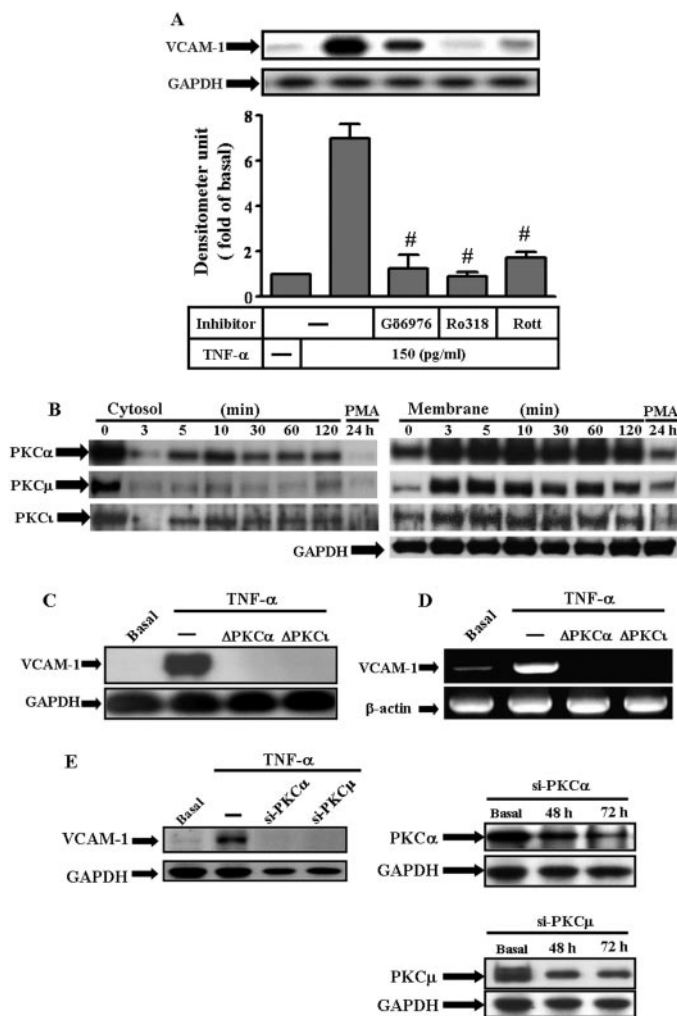 A
VCAM-1
GAPDH
Densitometer unit
( fold of basal)
8
6
4
2
0
# # #
Inhibitor — Gö6976 Ro318 Rott
TNF-α — 150 (pg/ml)
B
Cytosol (min) PMA
0 3 5 10 30 60 120 24 h
Membrane (min) PMA
0 3 5 10 30 60 120 24 h
PKCα
PKCμ
PKCι
GAPDH
C
TNF-α
Basal — ΔPKCα ΔPKCι
VCAM-1
GAPDH
D
TNF-α
Basal — ΔPKCα ΔPKCι
VCAM-1
β-actin
E
TNF-α
Basal — si-PKCα si-PKCμ
VCAM-1
GAPDH
si-PKCα
Basal 48 h 72 h
PKCα
GAPDH
si-PKCμ
Basal 48 h 72 h
PKCμ
GAPDH